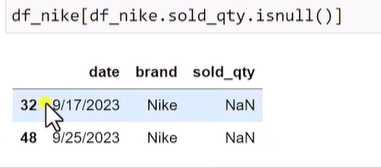 df_nike[df_nike.sold_qty.isnull()]
date brand sold_qty
32 9/17/2023 Nike NaN
48 9/25/2023 Nike NaN